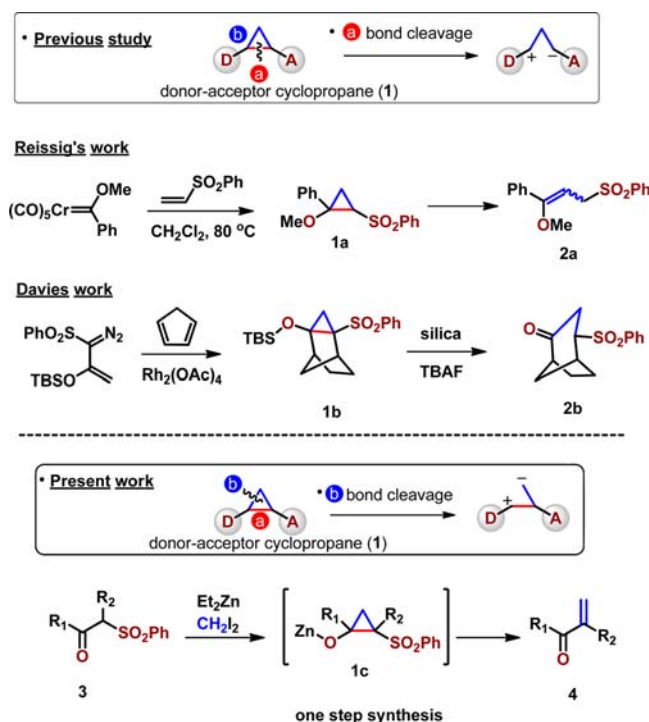 • Previous study
b
D
A
a
• a bond cleavage
D + − A
donor-acceptor cyclopropane (1)
Reissig's work
(CO)5Cr
OMe
Ph
SO2Ph
CH2Cl2, 80 °C
Ph
MeO
SO2Ph
1a
Ph
OMe
SO2Ph
2a
Davies work
PhO2S
N2
TBSO
Rh2(OAc)4
TBS
O
SO2Ph
1b
silica
TBAF
O
SO2Ph
2b
• Present work
b
D
a
A
• b bond cleavage
D + − A
donor-acceptor cyclopropane (1)
R1
R2
O
SO2Ph
3
Et2Zn
CH2I2
Zn
O
R1
R2
SO2Ph
1c
R1
O
R2
4
one step synthesis